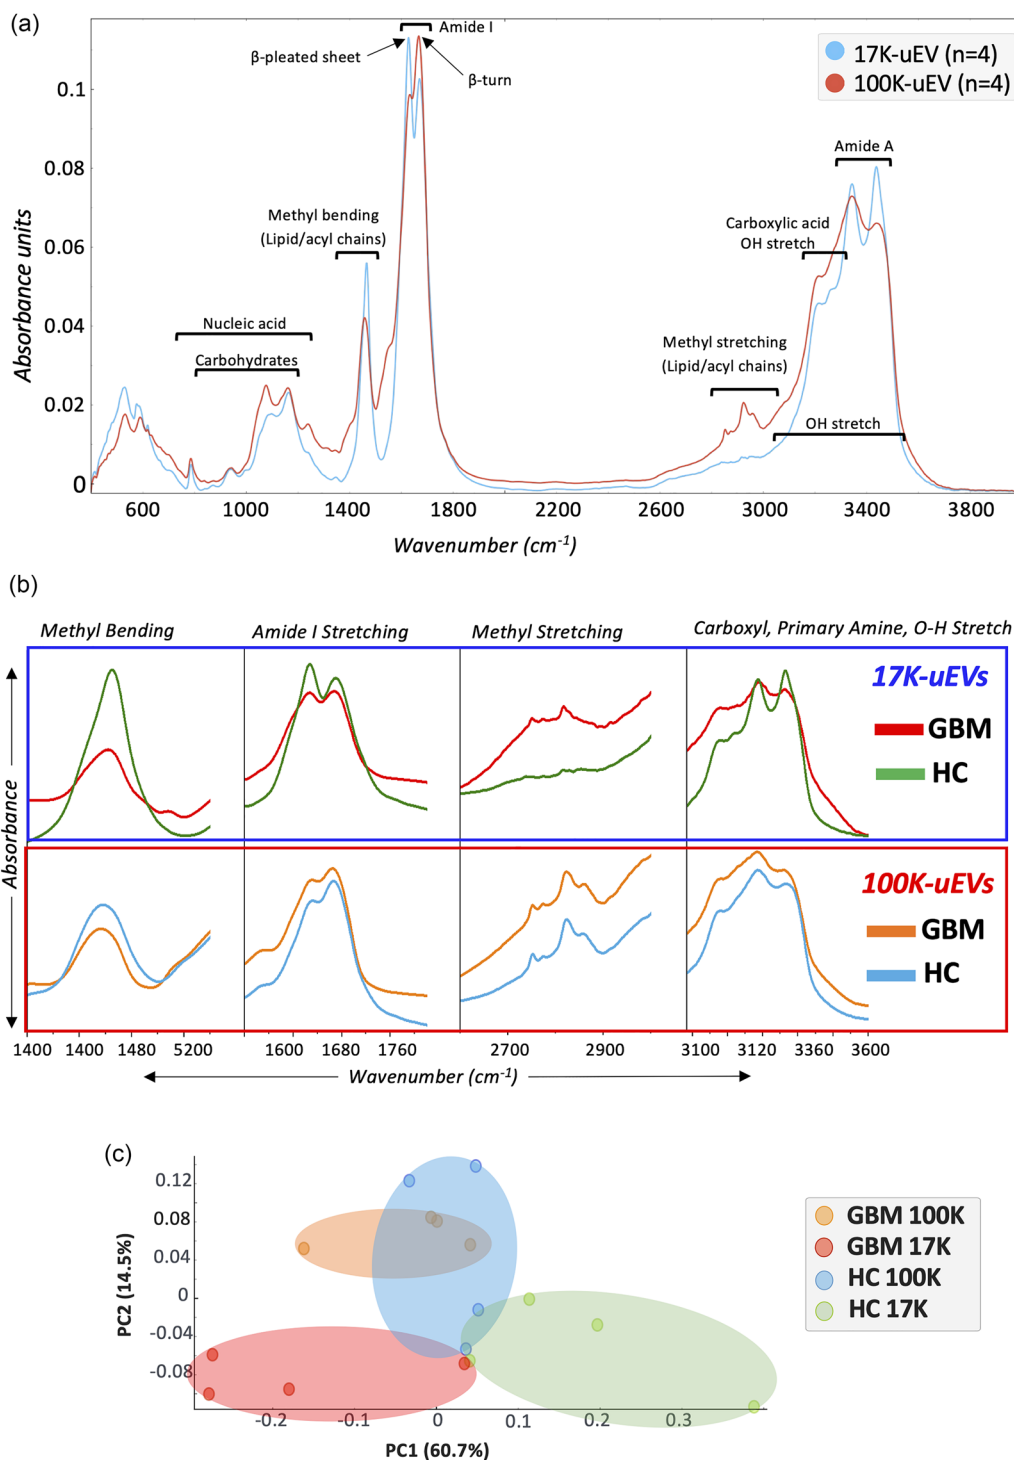 (a)
Amide I
β-pleated sheet
β-turn
17K-uEV (n=4)
100K-uEV (n=4)
0.1
0.08
0.06
0.04
0.02
0
Absorbance units
Amide A
Methyl bending
(Lipid/acyl chains)
Carboxylic acid
OH stretch
Nucleic acid
Carbohydrates
Methyl stretching
(Lipid/acyl chains)
OH stretch
600 1000 1400 1800 2200 2600 3000 3400 3800
Wavenumber (cm⁻¹)
(b)
Methyl Bending Amide I Stretching Methyl Stretching Carboxyl, Primary Amine, O-H Stretch
17K-uEVs
GBM
HC
Absorbance
100K-uEVs
GBM
HC
1400 1400 1480 5200 1600 1680 1760 2700 2900 3100 3120 3360 3600
Wavenumber (cm⁻¹)
(c)
0.12
0.08
0.04
0
-0.04
-0.08
PC2 (14.5%)
GBM 100K
GBM 17K
HC 100K
HC 17K
-0.2 -0.1 0 0.1 0.2 0.3
PC1 (60.7%)